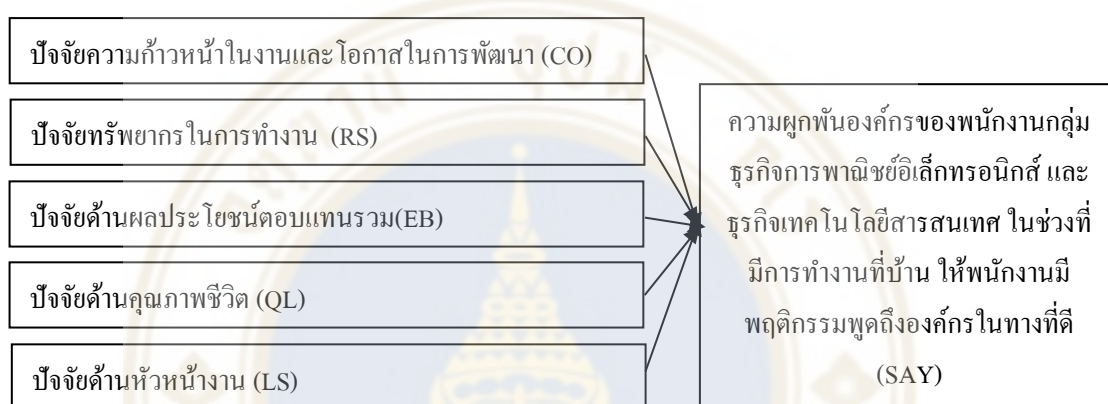 ปัจจัยความก้าวหน้าในงานและโอกาสในการพัฒนา (CO)
ปัจจัยทรัพยากรในการทำงาน (RS)
ปัจจัยด้านผลประโยชน์ตอบแทนรวม(EB)
ปัจจัยด้านคุณภาพชีวิต (QL)
ปัจจัยด้านหัวหน้างาน (LS)
ความผูกพันองค์กรของพนักงานกลุ่ม
ธุรกิจการพาณิชย์อิเล็กทรอนิกส์ และ
ธุรกิจเทคโนโลยีสารสนเทศ ในช่วงที่
มีการทำงานที่บ้าน ให้พนักงานมี
พฤติกรรมพูดถึงองค์กรในทางที่ดี
(SAY)